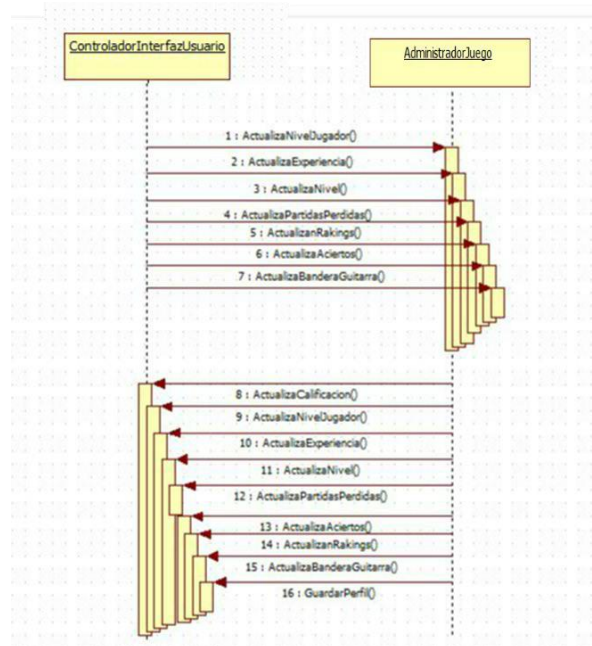 ControladorInterfazUsuario
AdministradorJuego
1 : ActualizaNivelJugador()
2 : ActualizaExperiencia()
3 : ActualizaNivel()
4 : ActualizaPartidasPerdidas()
5 : ActualizanRakings()
6 : ActualizaAciertos()
7 : ActualizaBanderaGuitarra()
8 : ActualizaCalificacion()
9 : ActualizaNivelJugador()
10 : ActualizaExperiencia()
11 : ActualizaNivel()
12 : ActualizaPartidasPerdidas()
13 : ActualizaAciertos()
14 : ActualizanRakings()
15 : ActualizaBanderaGuitarra()
16 : GuardarPerfil()